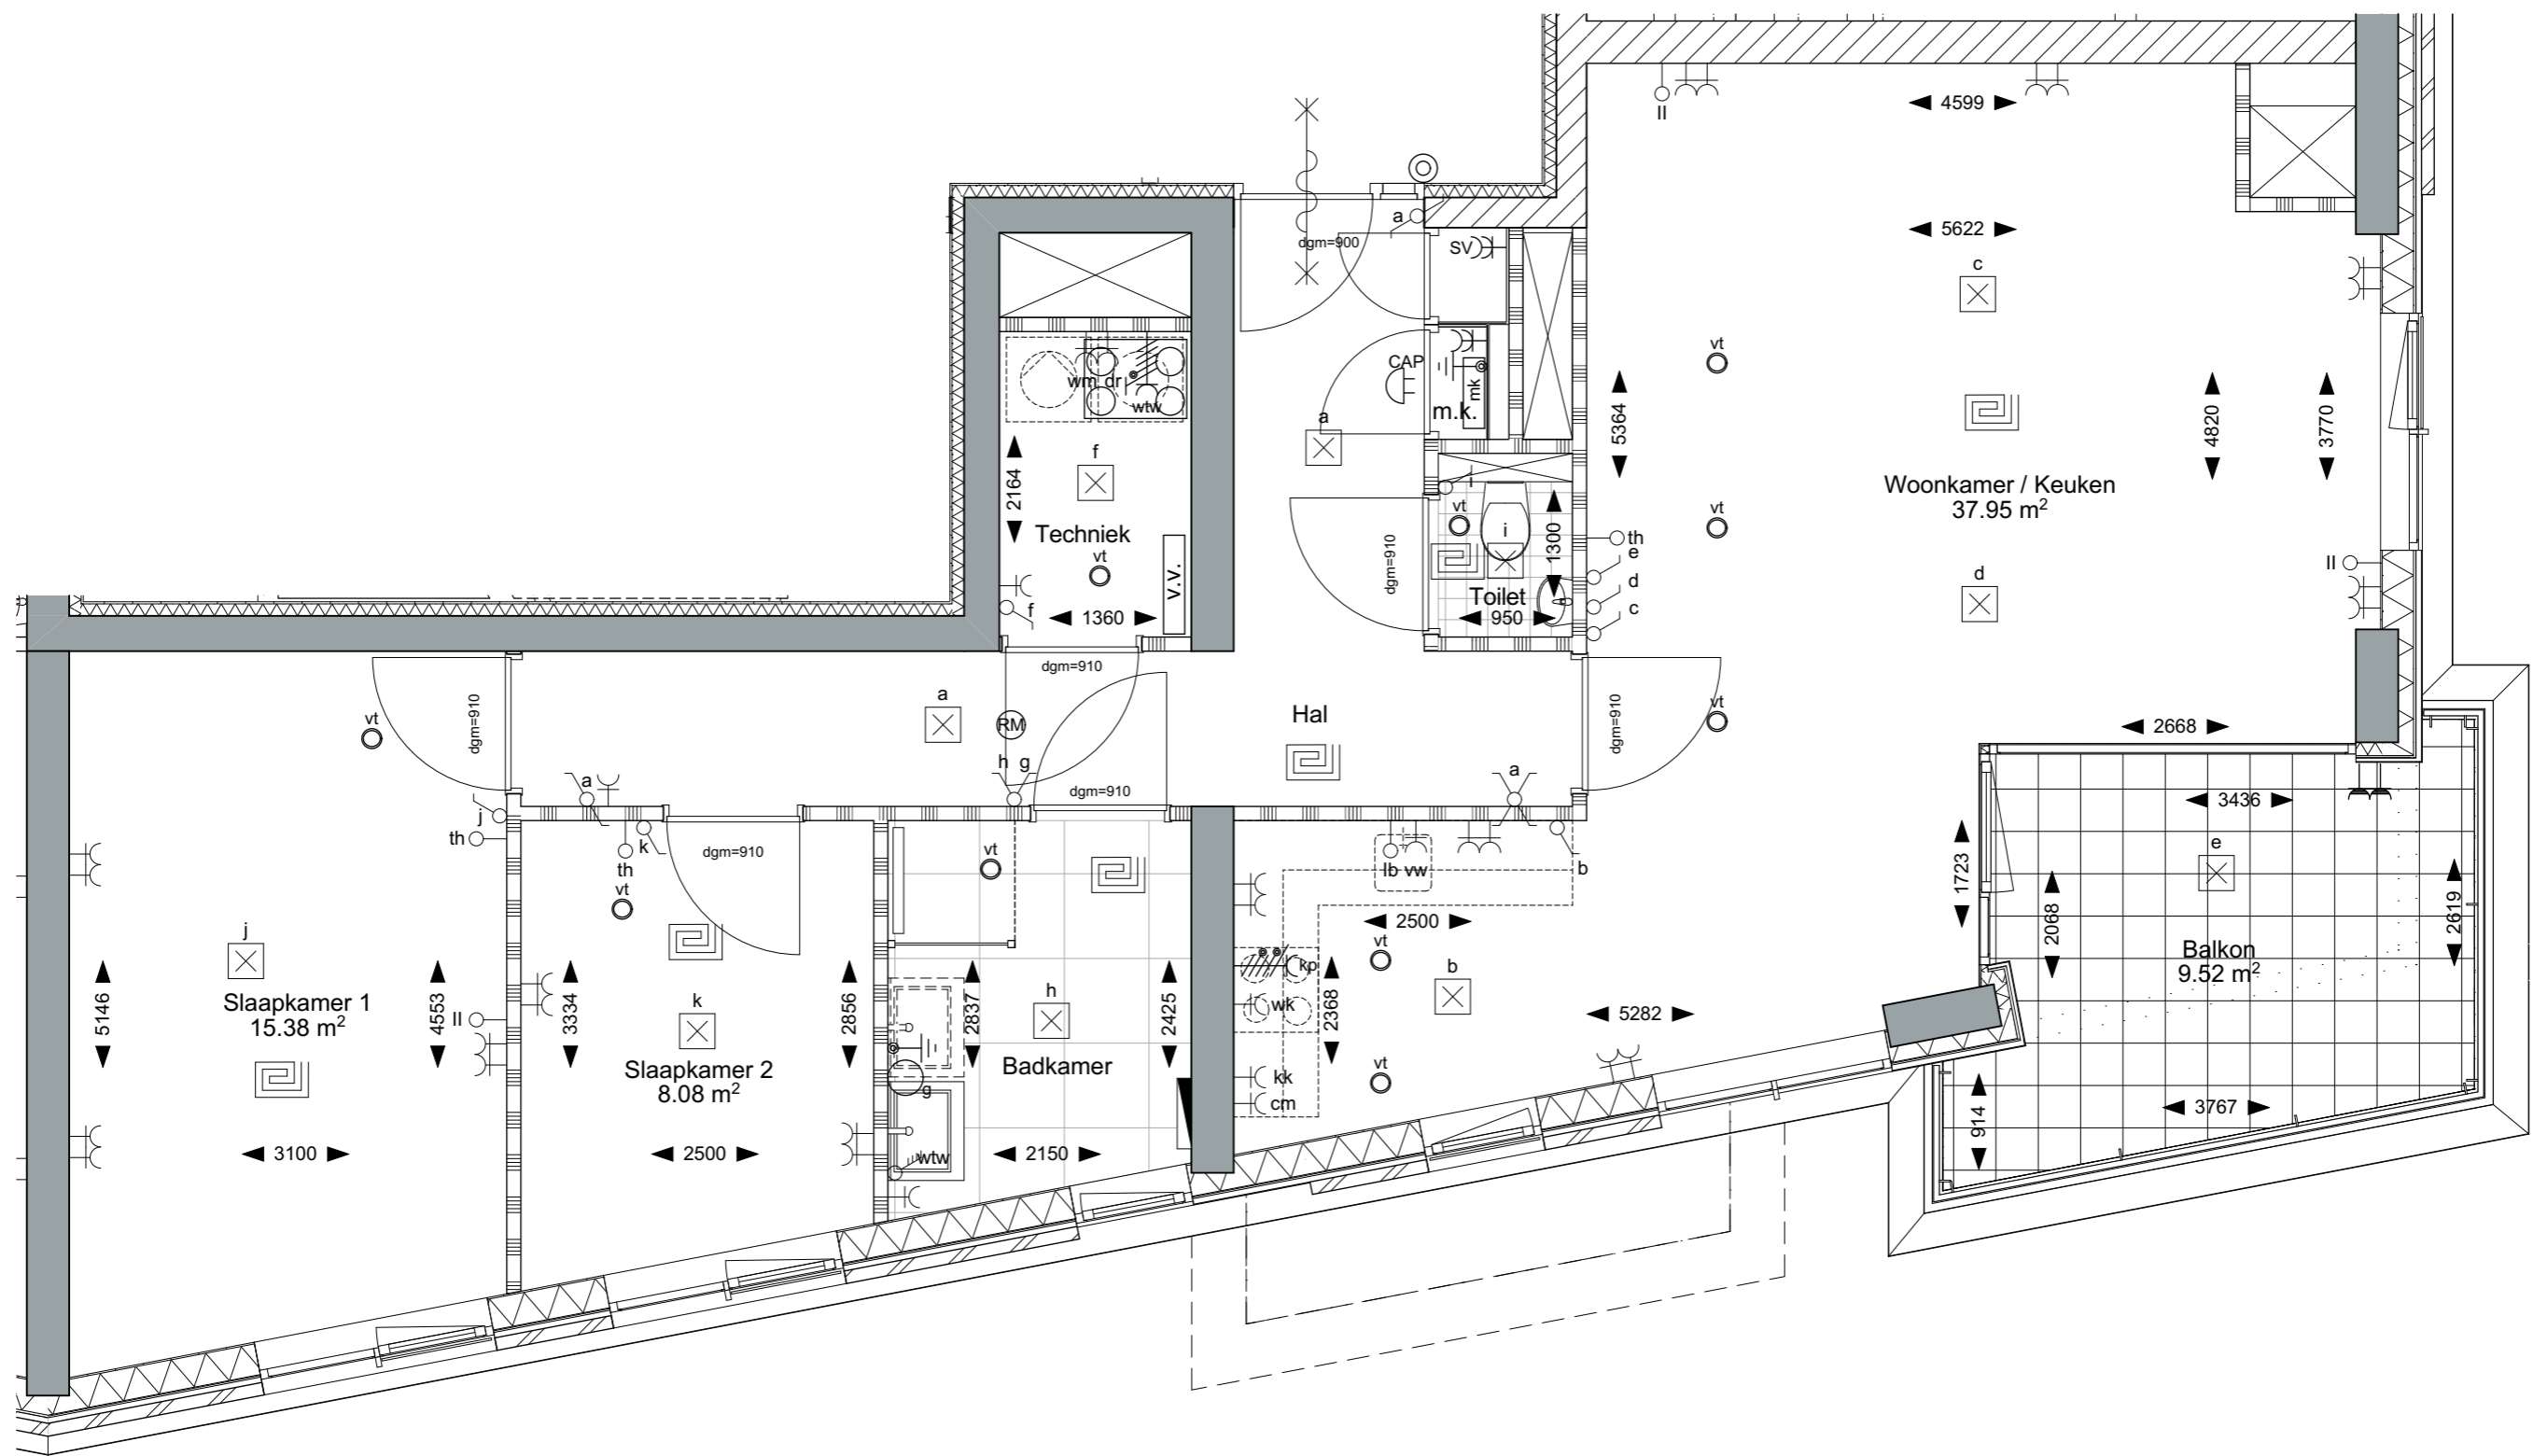 4599
II
a
dgm=900
SV
5622
c
vt
CAP
wm
dr
wtw
m.k.
mk
a
5364
4820
3770
f
2164
Woonkamer / Keuken
37.95 m²
Techniek
vt
vt
vt
i
i
1300
dgm=910
th
e
d
c
II
d
v.v.
f
1360
Toilet
950
dgm=910
a
RM
Hal
vt
dgm=910
vt
dgm=910
2668
h g
dgm=910
a
a
j
th
k
th
vt
dgm=910
vt
lb vw
b
3436
e
1723
2068
2619
Balkon
9.52 m²
2500
vt
j
kp
b
5146
Slaapkamer 1
15.38 m²
4553
II
3334
k
2856
2837
h
2425
wk
2368
5282
Slaapkamer 2
8.08 m²
Badkamer
g
kk
cm
vt
914
3767
3100
2500
wtw
2150